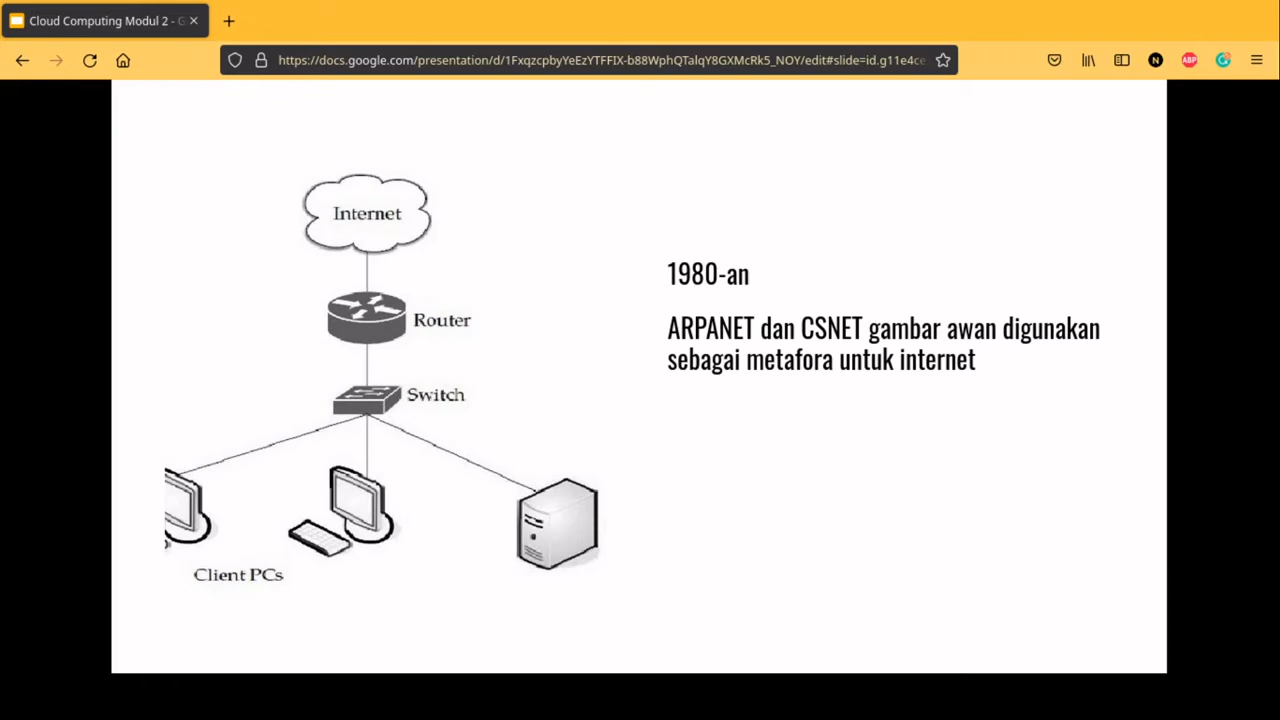 Cloud Computing Modul 2 - G
https://docs.google.com/presentation/d/1FxqzcpbyYeEzYTFFIX-b88WphQTalqY8GXMcRk5_NOY/edit#slide=id.g11e4ce
N
ABP
Internet
Router
Switch
Client PCs
1980-an
ARPANET dan CSNET gambar awan digunakan
sebagai metafora untuk internet